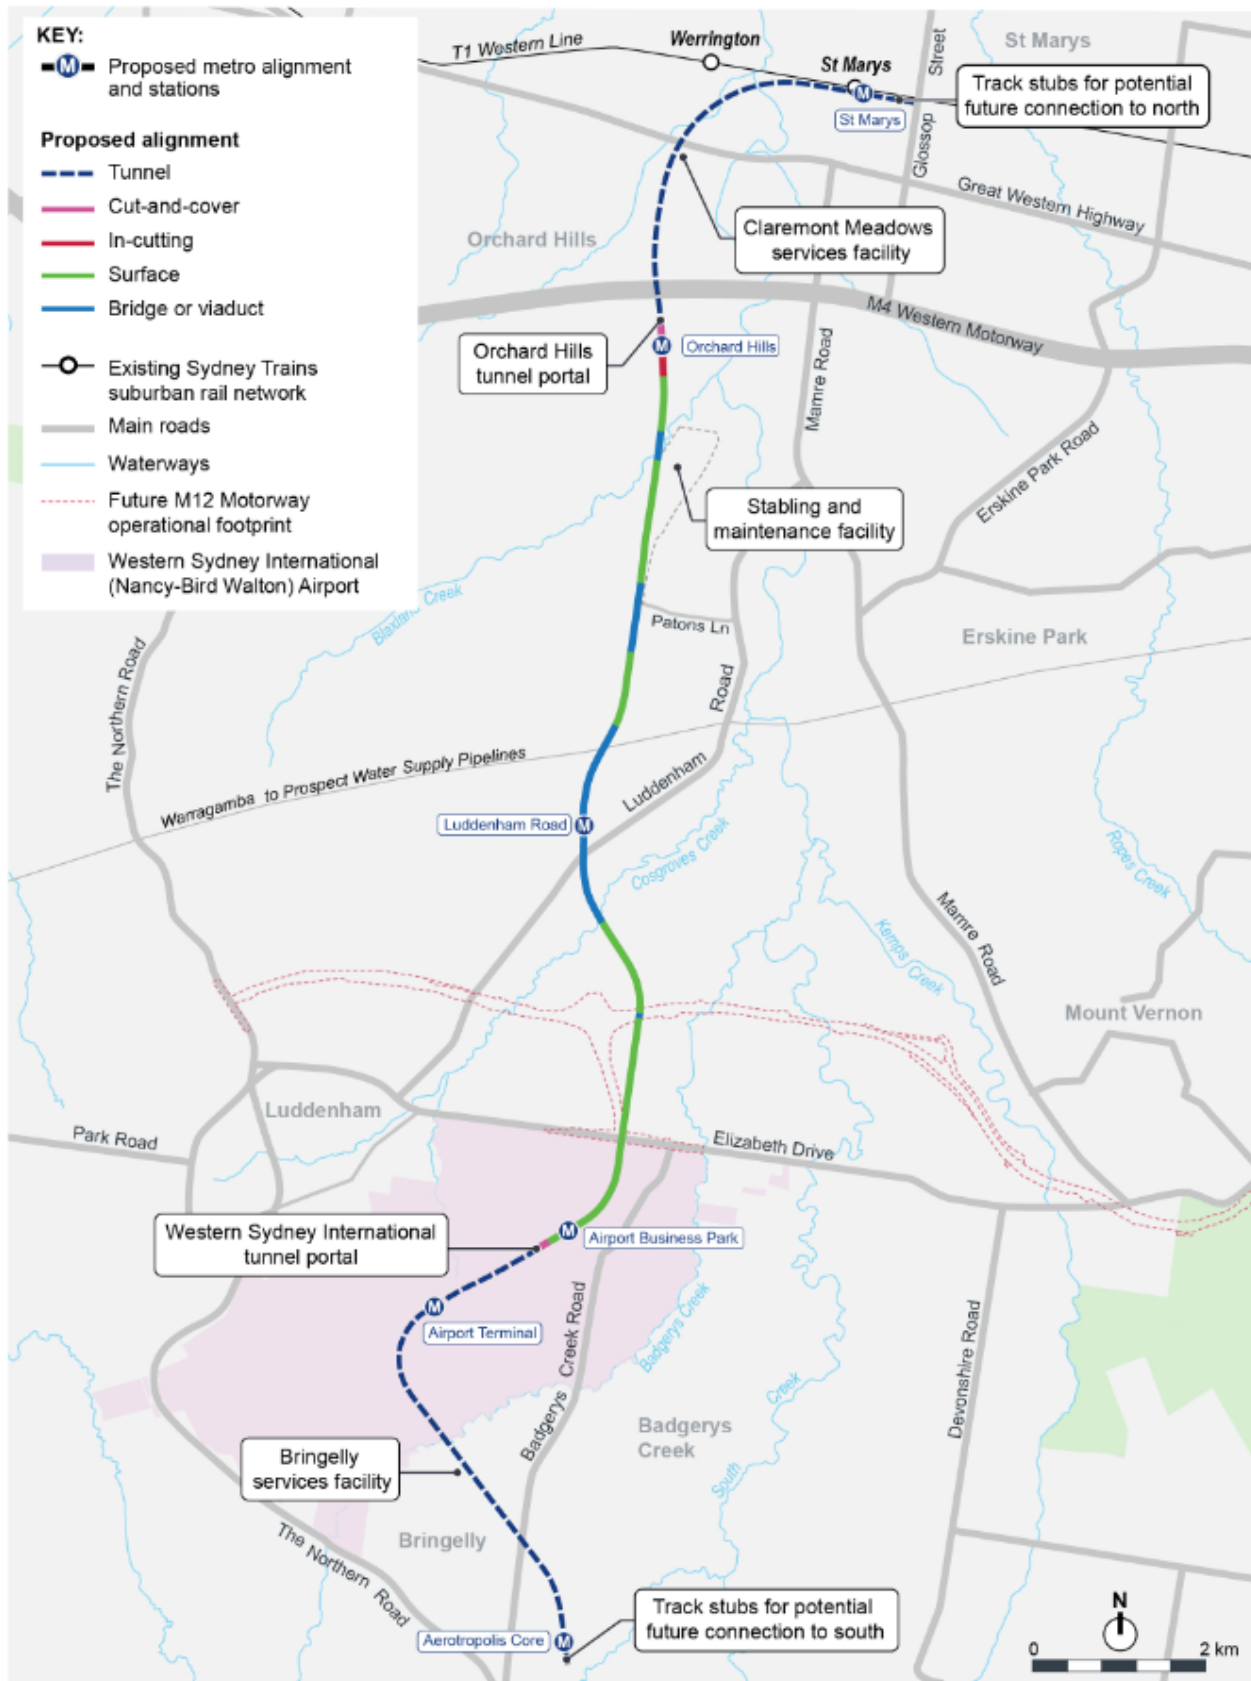 KEY:
Proposed metro alignment
and stations
Proposed alignment
Tunnel
Cut-and-cover
In-cutting
Surface
Bridge or viaduct
Existing Sydney Trains
suburban rail network
Main roads
Waterways
Future M12 Motorway
operational footprint
Western Sydney International
(Nancy-Bird Walton) Airport
T1 Western Line
Werrington
St Marys
M
St Marys
Street
Glossop
St Marys
Track stubs for potential
future connection to north
Great Western Highway
Claremont Meadows
services facility
Orchard Hills
M4 Western Motorway
Orchard Hills
tunnel portal
M
Orchard Hills
Mamre Road
Erskine Park Road
Stabling and
maintenance facility
Blaxland Creek
Patons Ln
Erskine Park
The Northern Road
Road
Luddenham
Warragamba to Prospect Water Supply Pipelines
Luddenham Road
M
Cosgroves Creek
Ropes Creek
Kemps Creek
Mamre Road
Mount Vernon
Luddenham
Park Road
Elizabeth Drive
Western Sydney International
tunnel portal
M
Airport Business Park
M
Airport Terminal
Badgerys Creek Road
Badgerys Creek
South Creek
Devonshire Road
Badgerys
Creek
Bringelly
services facility
Bringelly
The Northern Road
Aerotropolis Core
M
Track stubs for potential
future connection to south
N
0 2 km
M